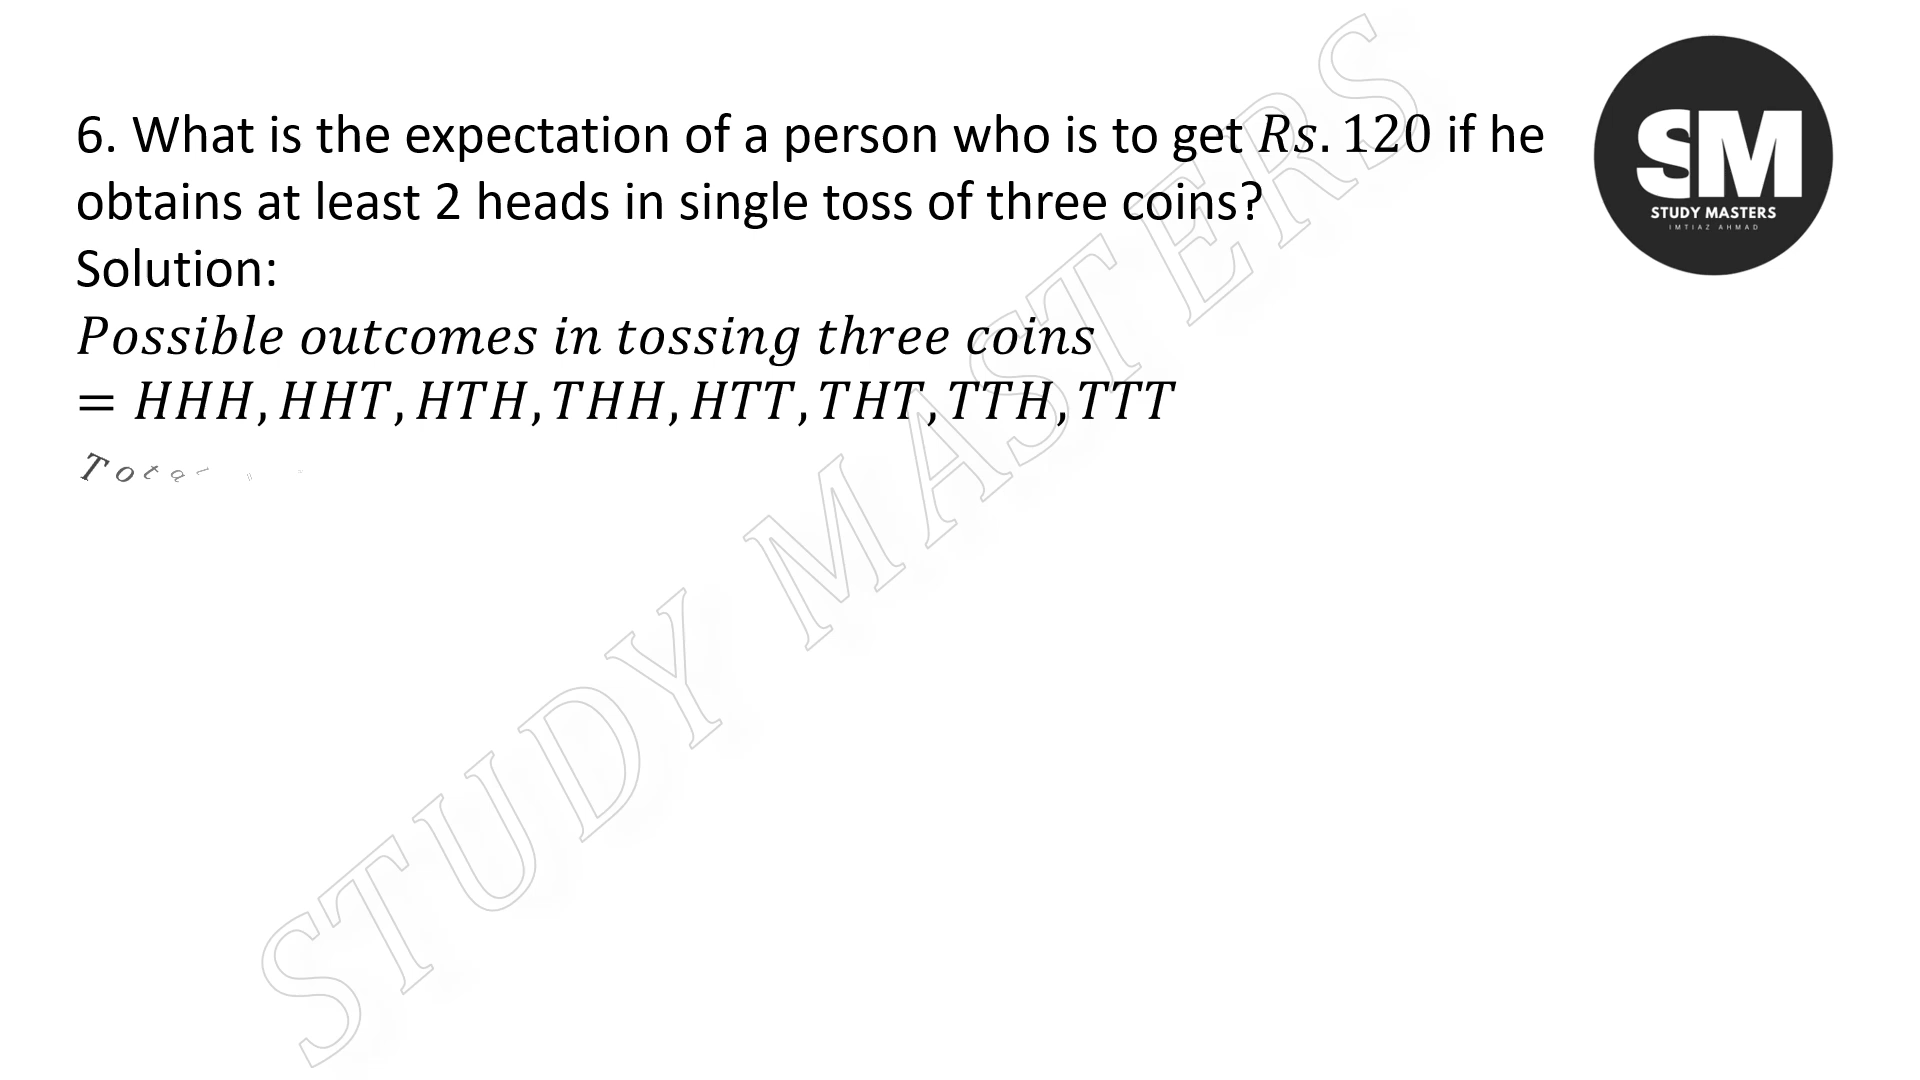 6. What is the expectation of a person who is to get Rs. 120 if he
obtains at least 2 heads in single toss of three coins?
Solution:
Possible outcomes in tossing three coins
= HHH, HHT, HTH, THH, HTT, THT, TTH, TTT
Total
SM
STUDY MASTERS
IMTIAZ AHMAD
STUDY MASTERS